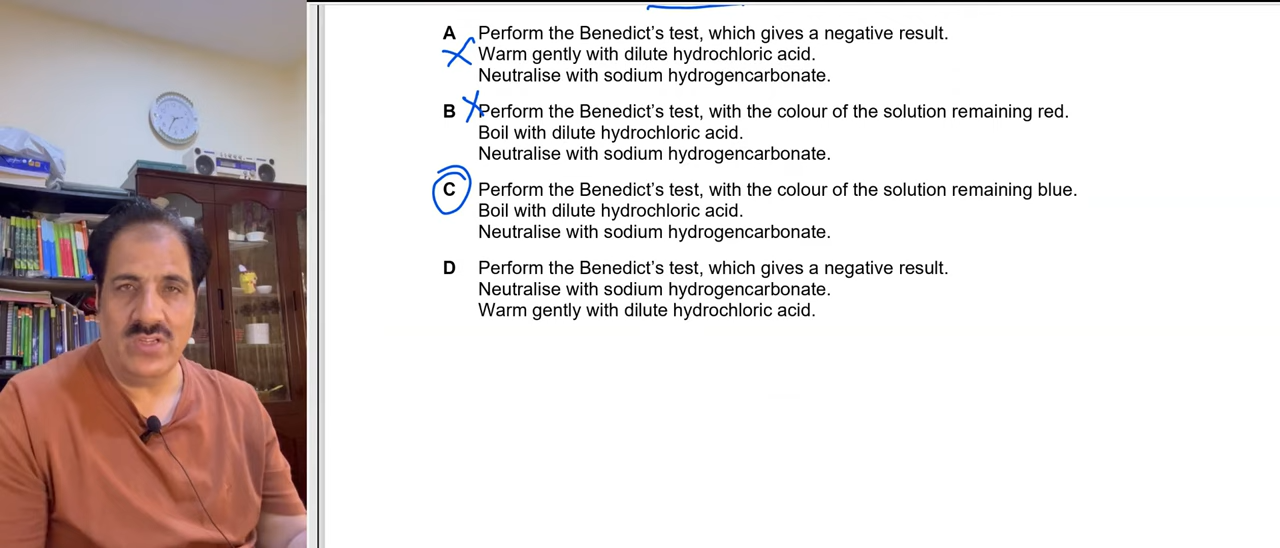 A Perform the Benedict's test, which gives a negative result.
Warm gently with dilute hydrochloric acid.
Neutralise with sodium hydrogencarbonate.
B Perform the Benedict's test, with the colour of the solution remaining red.
Boil with dilute hydrochloric acid.
Neutralise with sodium hydrogencarbonate.
C Perform the Benedict's test, with the colour of the solution remaining blue.
Boil with dilute hydrochloric acid.
Neutralise with sodium hydrogencarbonate.
D Perform the Benedict's test, which gives a negative result.
Neutralise with sodium hydrogencarbonate.
Warm gently with dilute hydrochloric acid.